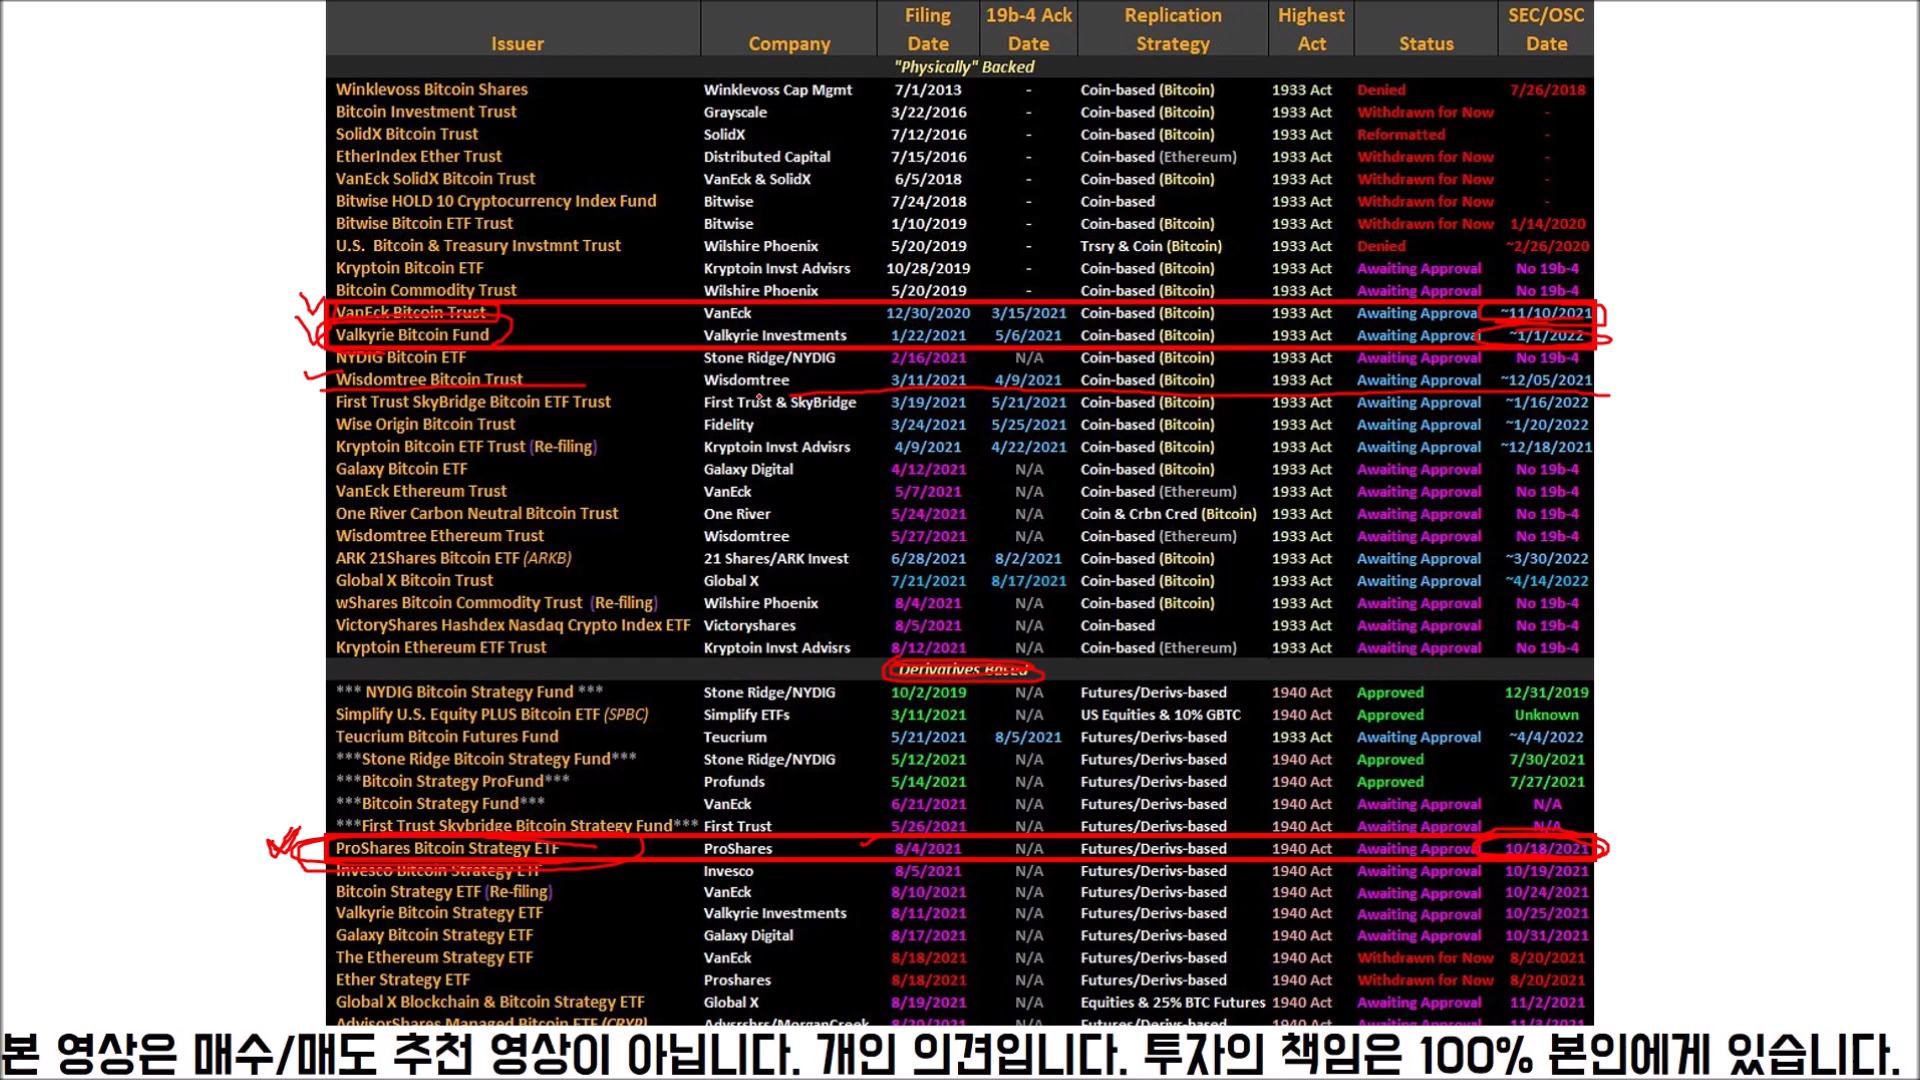 Issuer Company Filing Date 19b-4 Ack Date Replication Strategy Highest Act Status SEC/OSC Date
"Physically" Backed
Winklevoss Bitcoin Shares Winklevoss Cap Mgmt 7/1/2013 - Coin-based (Bitcoin) 1933 Act Denied 7/26/2018
Bitcoin Investment Trust Grayscale 3/22/2016 - Coin-based (Bitcoin) 1933 Act Withdrawn for Now -
SolidX Bitcoin Trust SolidX 7/12/2016 - Coin-based (Bitcoin) 1933 Act Reformatted -
EtherIndex Ether Trust Distributed Capital 7/15/2016 - Coin-based (Ethereum) 1933 Act Withdrawn for Now -
VanEck SolidX Bitcoin Trust VanEck & SolidX 6/5/2018 - Coin-based (Bitcoin) 1933 Act Withdrawn for Now -
Bitwise HOLD 10 Cryptocurrency Index Fund Bitwise 7/24/2018 - Coin-based 1933 Act Withdrawn for Now -
Bitwise Bitcoin ETF Trust Bitwise 1/10/2019 - Coin-based (Bitcoin) 1933 Act Withdrawn for Now 1/14/2020
U.S. Bitcoin & Treasury Invstmnt Trust Wilshire Phoenix 5/20/2019 - Trsry & Coin (Bitcoin) 1933 Act Denied ~2/26/2020
Kryptoin Bitcoin ETF Kryptoin Invst Advisrs 10/28/2019 - Coin-based (Bitcoin) 1933 Act Awaiting Approval No 19b-4
Bitcoin Commodity Trust Wilshire Phoenix 5/20/2019 - Coin-based (Bitcoin) 1933 Act Awaiting Approval No 19b-4
VanEck Bitcoin Trust VanEck 12/30/2020 3/15/2021 Coin-based (Bitcoin) 1933 Act Awaiting Approval ~11/10/2021
Valkyrie Bitcoin Fund Valkyrie Investments 1/22/2021 5/6/2021 Coin-based (Bitcoin) 1933 Act Awaiting Approval ~1/1/2022
NYDIG Bitcoin ETF Stone Ridge/NYDIG 2/16/2021 N/A Coin-based (Bitcoin) 1933 Act Awaiting Approval No 19b-4
Wisdomtree Bitcoin Trust Wisdomtree 3/11/2021 4/9/2021 Coin-based (Bitcoin) 1933 Act Awaiting Approval ~12/05/2021
First Trust SkyBridge Bitcoin ETF Trust First Trust & SkyBridge 3/19/2021 5/21/2021 Coin-based (Bitcoin) 1933 Act Awaiting Approval ~1/16/2022
Wise Origin Bitcoin Trust Fidelity 3/24/2021 5/25/2021 Coin-based (Bitcoin) 1933 Act Awaiting Approval ~1/20/2022
Kryptoin Bitcoin ETF Trust (Re-filing) Kryptoin Invst Advisrs 4/9/2021 4/22/2021 Coin-based (Bitcoin) 1933 Act Awaiting Approval ~12/18/2021
Galaxy Bitcoin ETF Galaxy Digital 4/12/2021 N/A Coin-based (Bitcoin) 1933 Act Awaiting Approval No 19b-4
VanEck Ethereum Trust VanEck 5/7/2021 N/A Coin-based (Ethereum) 1933 Act Awaiting Approval No 19b-4
One River Carbon Neutral Bitcoin Trust One River 5/24/2021 N/A Coin & Crbn Cred (Bitcoin) 1933 Act Awaiting Approval No 19b-4
Wisdomtree Ethereum Trust Wisdomtree 5/27/2021 N/A Coin-based (Ethereum) 1933 Act Awaiting Approval No 19b-4
ARK 21Shares Bitcoin ETF (ARKB) 21 Shares/ARK Invest 6/28/2021 8/2/2021 Coin-based (Bitcoin) 1933 Act Awaiting Approval ~3/30/2022
Global X Bitcoin Trust Global X 7/21/2021 8/17/2021 Coin-based (Bitcoin) 1933 Act Awaiting Approval ~4/14/2022
wShares Bitcoin Commodity Trust (Re-filing) Wilshire Phoenix 8/4/2021 N/A Coin-based (Bitcoin) 1933 Act Awaiting Approval No 19b-4
VictoryShares Hashdex Nasdaq Crypto Index ETF Victoryshares 8/5/2021 N/A Coin-based 1933 Act Awaiting Approval No 19b-4
Kryptoin Ethereum ETF Trust Kryptoin Invst Advisrs 8/12/2021 N/A Coin-based (Ethereum) 1933 Act Awaiting Approval No 19b-4
Derivatives Based
*** NYDIG Bitcoin Strategy Fund *** Stone Ridge/NYDIG 10/2/2019 N/A Futures/Derivs-based 1940 Act Approved 12/31/2019
Simplify U.S. Equity PLUS Bitcoin ETF (SPBC) Simplify ETFs 3/11/2021 N/A US Equities & 10% GBTC 1940 Act Approved Unknown
Teucrium Bitcoin Futures Fund Teucrium 5/21/2021 8/5/2021 Futures/Derivs-based 1933 Act Awaiting Approval ~4/4/2022
***Stone Ridge Bitcoin Strategy Fund*** Stone Ridge/NYDIG 5/12/2021 N/A Futures/Derivs-based 1940 Act Approved 7/30/2021
***Bitcoin Strategy ProFund*** Profunds 5/14/2021 N/A Futures/Derivs-based 1940 Act Approved 7/27/2021
***Bitcoin Strategy Fund*** VanEck 6/21/2021 N/A Futures/Derivs-based 1940 Act Awaiting Approval N/A
***First Trust Skybridge Bitcoin Strategy Fund*** First Trust 5/26/2021 N/A Futures/Derivs-based 1940 Act Awaiting Approval N/A
ProShares Bitcoin Strategy ETF ProShares 8/4/2021 N/A Futures/Derivs-based 1940 Act Awaiting Approval 10/18/2021
Invesco Bitcoin Strategy ETF Invesco 8/5/2021 N/A Futures/Derivs-based 1940 Act Awaiting Approval 10/19/2021
Bitcoin Strategy ETF (Re-filing) VanEck 8/10/2021 N/A Futures/Derivs-based 1940 Act Awaiting Approval 10/24/2021
Valkyrie Bitcoin Strategy ETF Valkyrie Investments 8/11/2021 N/A Futures/Derivs-based 1940 Act Awaiting Approval 10/25/2021
Galaxy Bitcoin Strategy ETF Galaxy Digital 8/17/2021 N/A Futures/Derivs-based 1940 Act Awaiting Approval 10/31/2021
The Ethereum Strategy ETF VanEck 8/18/2021 N/A Futures/Derivs-based 1940 Act Withdrawn for Now 8/20/2021
Ether Strategy ETF Proshares 8/18/2021 N/A Futures/Derivs-based 1940 Act Withdrawn for Now 8/20/2021
Global X Blockchain & Bitcoin Strategy ETF Global X 8/19/2021 N/A Equities & 25% BTC Futures 1940 Act Awaiting Approval 11/2/2021
AdvisorShares Managed Bitcoin ETF (CRYP) Advsrshrs/MorganCreek 8/20/2021 N/A Futures/Derivs-based 1940 Act Awaiting Approval 11/3/2021
본 영상은 매수/매도 추천 영상이 아닙니다. 개인 의견입니다. 투자의 책임은 100% 본인에게 있습니다.